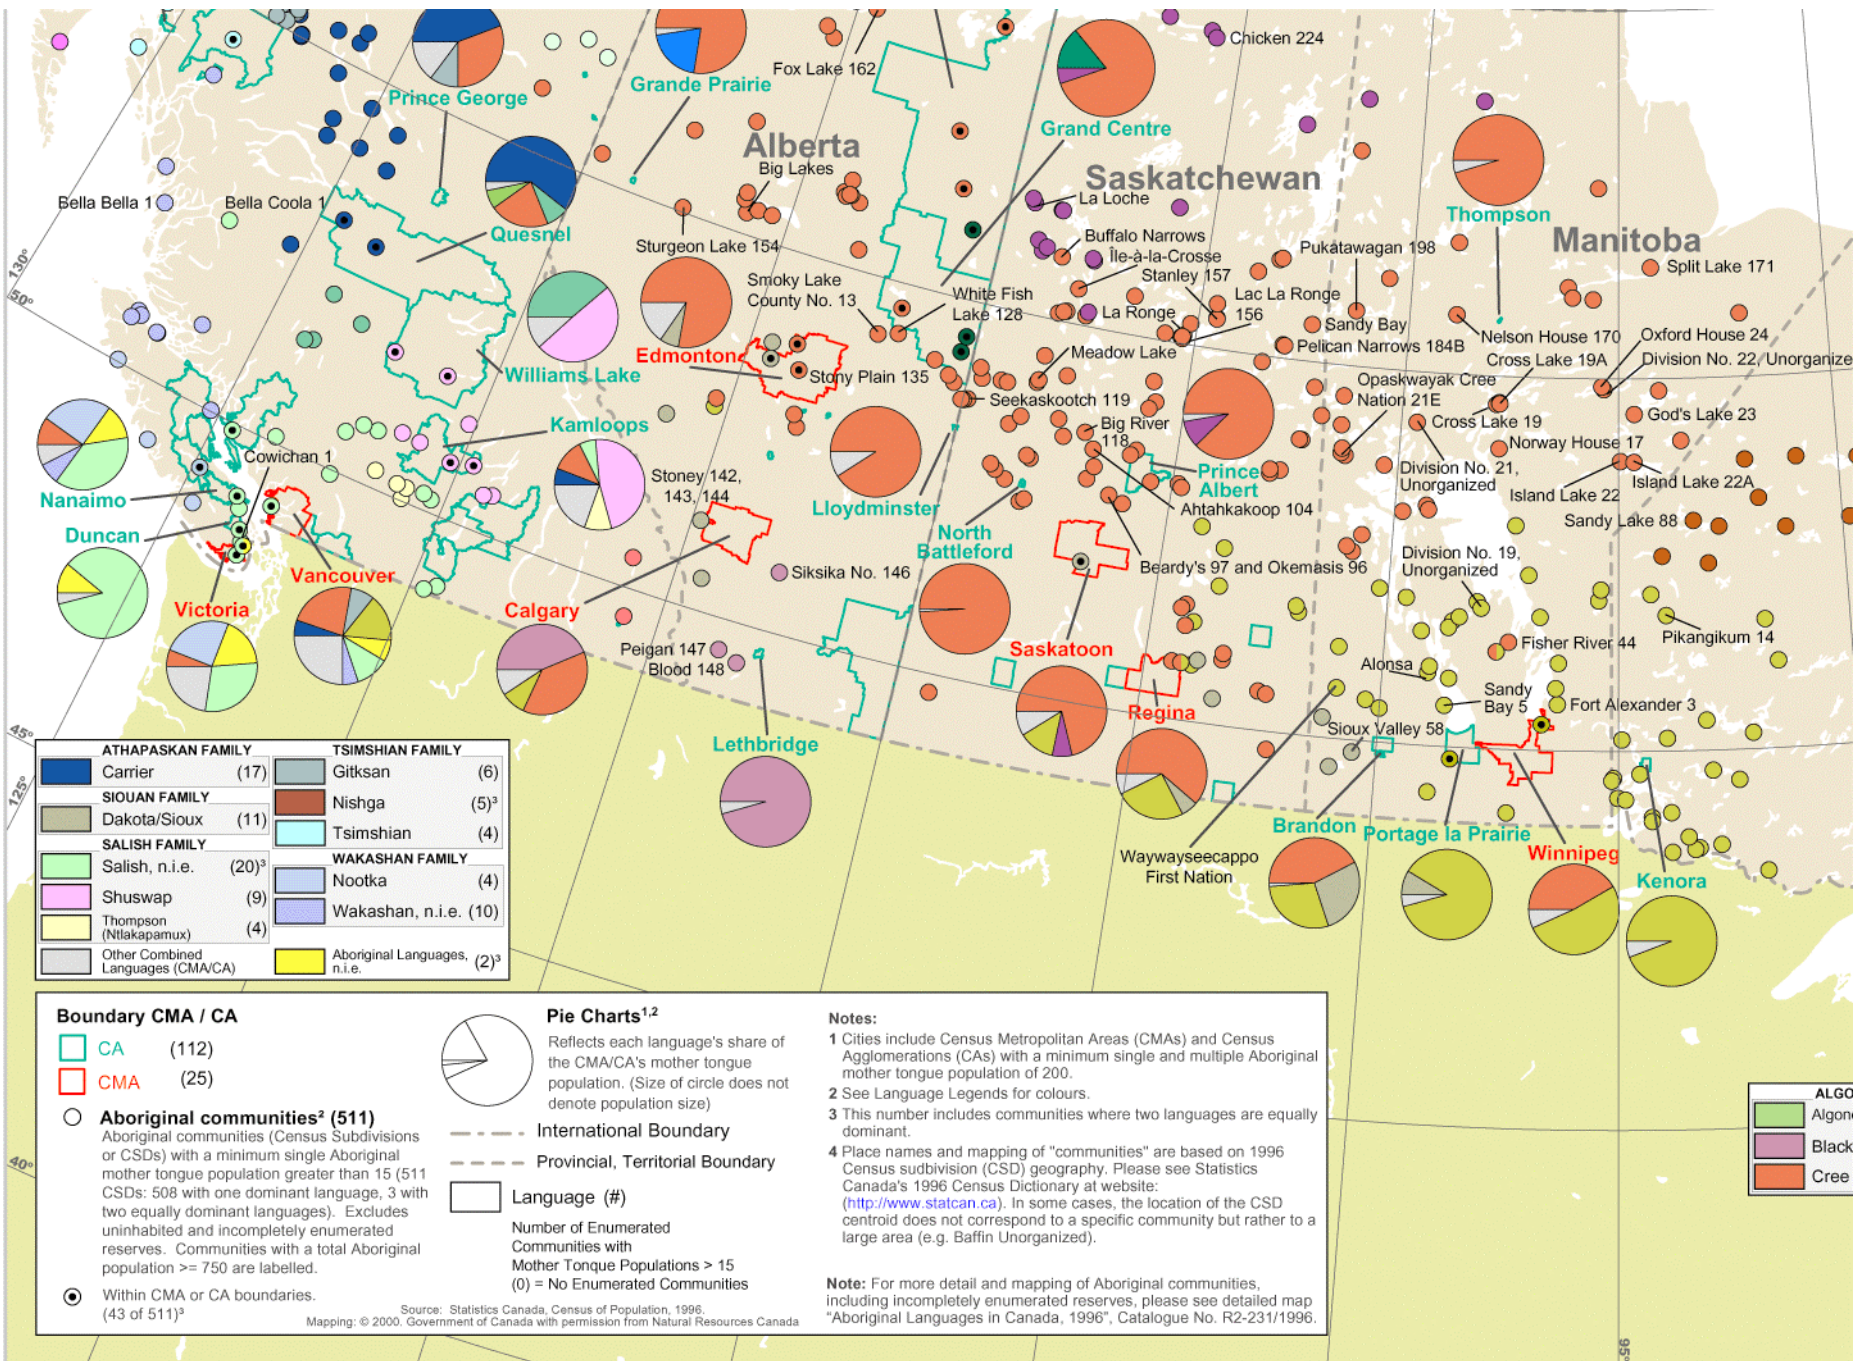 Chicken 224
Fox Lake 162
Prince George
Grande Prairie
Grand Centre
Alberta
Big Lakes
Saskatchewan
La Loche
Bella Bella 1
Bella Coola 1
Thompson
Quesnel
Sturgeon Lake 154
Buffalo Narrows
Île-à-la-Crosse
Pukatawagan 198
Manitoba
Split Lake 171
130°
50°
Smoky Lake
County No. 13
White Fish
Lake 128
Stanley 157
Lac La Ronge
156
La Ronge
Sandy Bay
Nelson House 170
Oxford House 24
Pelican Narrows 184B
Cross Lake 19A
Division No. 22, Unorganize
Edmonton
Williams Lake
Stony Plain 135
Meadow Lake
Opaskwayak Cree
Nation 21E
Seekaskootch 119
Cross Lake 19
God's Lake 23
Kamloops
Big River
118
Norway House 17
Cowichan 1
Stoney 142,
143, 144
Prince
Albert
Division No. 21,
Unorganized
Island Lake 22A
Island Lake 22
Nanaimo
Lloydminster
Ahtahkakoop 104
Sandy Lake 88
Duncan
North
Battleford
Division No. 19,
Unorganized
Beardy's 97 and Okemasis 96
Vancouver
Siksika No. 146
Victoria
Calgary
Pikangikum 14
Fisher River 44
Peigan 147
Blood 148
Saskatoon
Alonsa
Sandy
Bay 5
Fort Alexander 3
Regina
Sioux Valley 58
45°
125°
Lethbridge
Brandon
Portage la Prairie
Winnipeg
Waywayseecappo
First Nation
Kenora
ATHAPASKAN FAMILY
Carrier (17)
SIOUAN FAMILY
Dakota/Sioux (11)
SALISH FAMILY
Salish, n.i.e. (20)³
Shuswap (9)
Thompson
(Ntlakapamux) (4)
Other Combined
Languages (CMA/CA)
TSIMSHIAN FAMILY
Gitksan (6)
Nishga (5)³
Tsimshian (4)
WAKASHAN FAMILY
Nootka (4)
Wakashan, n.i.e. (10)
Aboriginal Languages,
n.i.e. (2)³
Boundary CMA / CA
CA (112)
CMA (25)
Aboriginal communities² (511)
Aboriginal communities (Census Subdivisions
or CSDs) with a minimum single Aboriginal
mother tongue population greater than 15 (511
CSDs: 508 with one dominant language, 3 with
two equally dominant languages). Excludes
uninhabited and incompletely enumerated
reserves. Communities with a total Aboriginal
population >= 750 are labelled.
Within CMA or CA boundaries.
(43 of 511)³
Pie Charts¹,²
Reflects each language's share of
the CMA/CA's mother tongue
population. (Size of circle does not
denote population size)
International Boundary
Provincial, Territorial Boundary
Language (#)
Number of Enumerated
Communities with
Mother Tonque Populations > 15
(0) = No Enumerated Communities
Source: Statistics Canada, Census of Population, 1996.
Mapping: © 2000. Government of Canada with permission from Natural Resources Canada
Notes:
1 Cities include Census Metropolitan Areas (CMAs) and Census
Agglomerations (CAs) with a minimum single and multiple Aboriginal
mother tongue population of 200.
2 See Language Legends for colours.
3 This number includes communities where two languages are equally
dominant.
4 Place names and mapping of "communities" are based on 1996
Census sudbivision (CSD) geography. Please see Statistics
Canada's 1996 Census Dictionary at website:
(http://www.statcan.ca). In some cases, the location of the CSD
centroid does not correspond to a specific community but rather to a
large area (e.g. Baffin Unorganized).
Note: For more detail and mapping of Aboriginal communities,
including incompletely enumerated reserves, please see detailed map
“Aboriginal Languages in Canada, 1996”, Catalogue No. R2-231/1996.
40°
95°
ALGO
Algon
Black
Cree